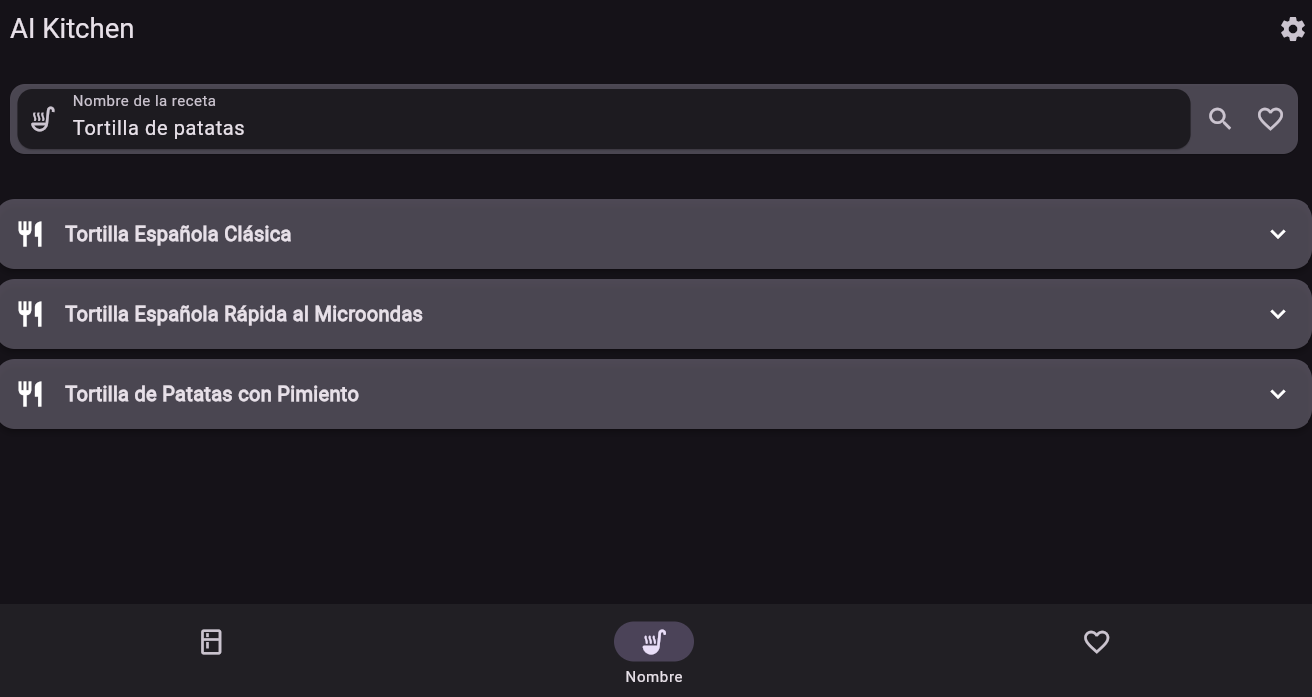 AI Kitchen
Nombre de la receta
Tortilla de patatas
Tortilla Española Clásica
Tortilla Española Rápida al Microondas
Tortilla de Patatas con Pimiento
Nombre